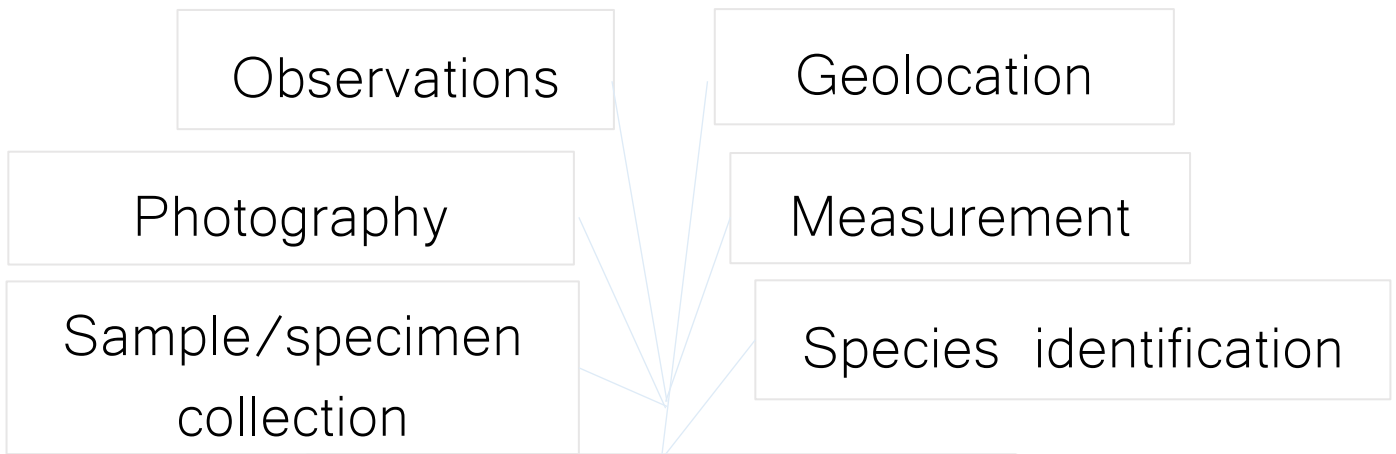 Observations
Geolocation
Photography
Measurement
Sample/specimen
collection
Species identification